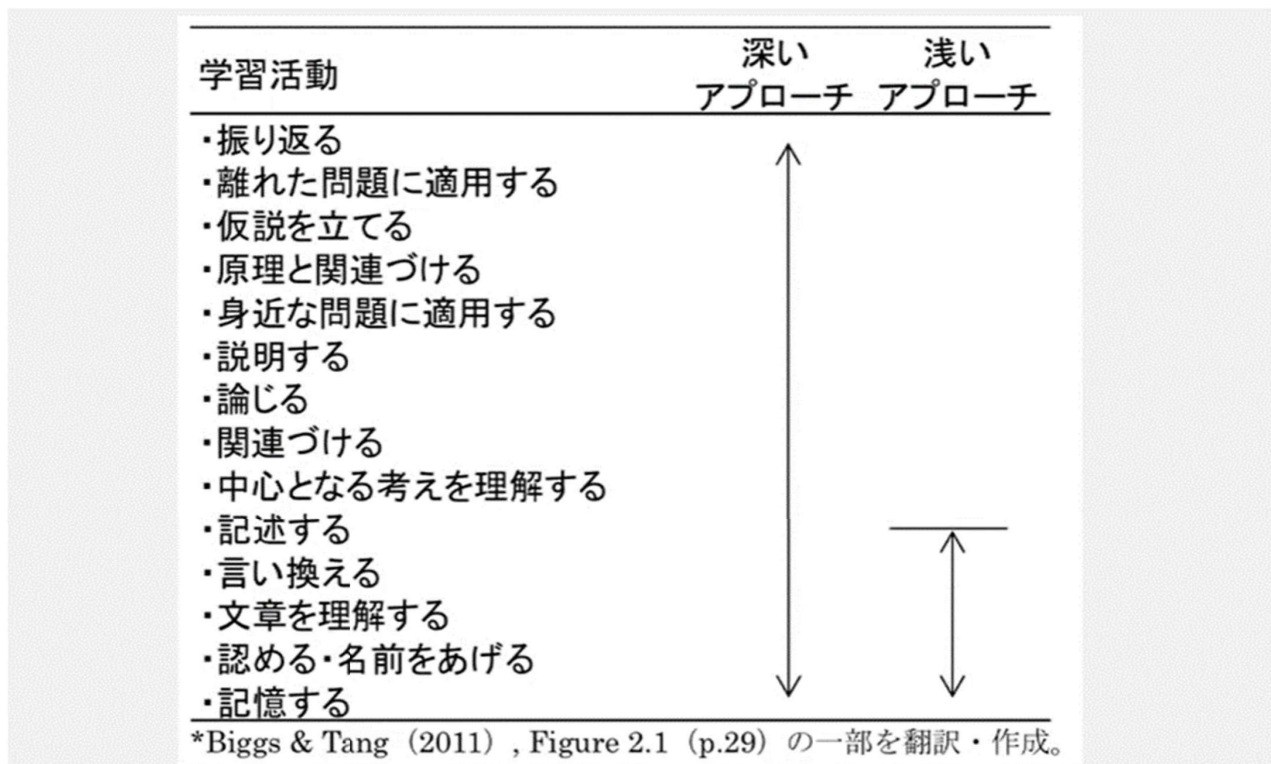 学習活動
深い
アプローチ
浅い
アプローチ
・振り返る
・離れた問題に適用する
・仮説を立てる
・原理と関連づける
・身近な問題に適用する
・説明する
・論じる
・関連づける
・中心となる考えを理解する
・記述する
・言い換える
・文章を理解する
・認める・名前をあげる
・記憶する
*Biggs & Tang（2011）, Figure 2.1（p.29）の一部を翻訳・作成。